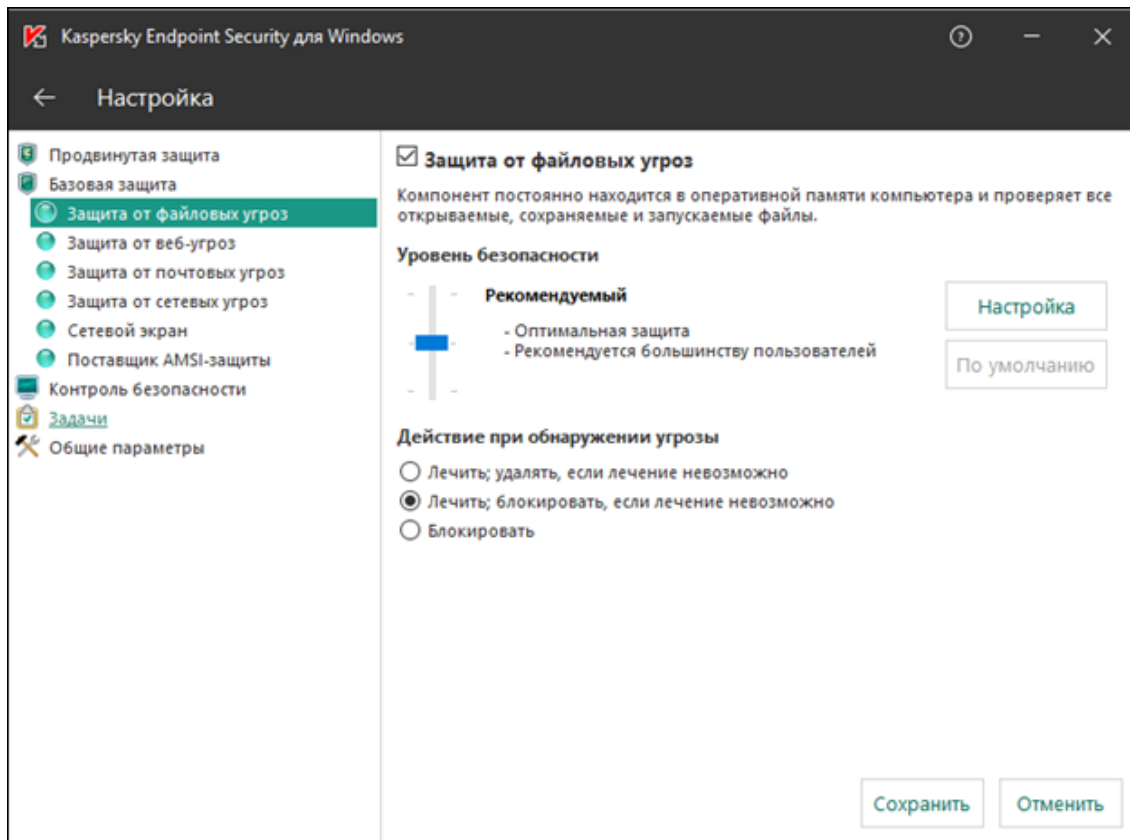 Kaspersky Endpoint Security для Windows
Настройка
Продвинутая защита
Базовая защита
Защита от файловых угроз
Защита от веб-угроз
Защита от почтовых угроз
Защита от сетевых угроз
Сетевой экран
Поставщик AMSI-защиты
Контроль безопасности
Задачи
Общие параметры
Защита от файловых угроз
Компонент постоянно находится в оперативной памяти компьютера и проверяет все
открываемые, сохраняемые и запускаемые файлы.
Уровень безопасности
Рекомендуемый
- Оптимальная защита
- Рекомендуется большинству пользователей
Настройка
По умолчанию
Действие при обнаружении угрозы
Лечить; удалять, если лечение невозможно
Лечить; блокировать, если лечение невозможно
Блокировать
Сохранить
Отменить